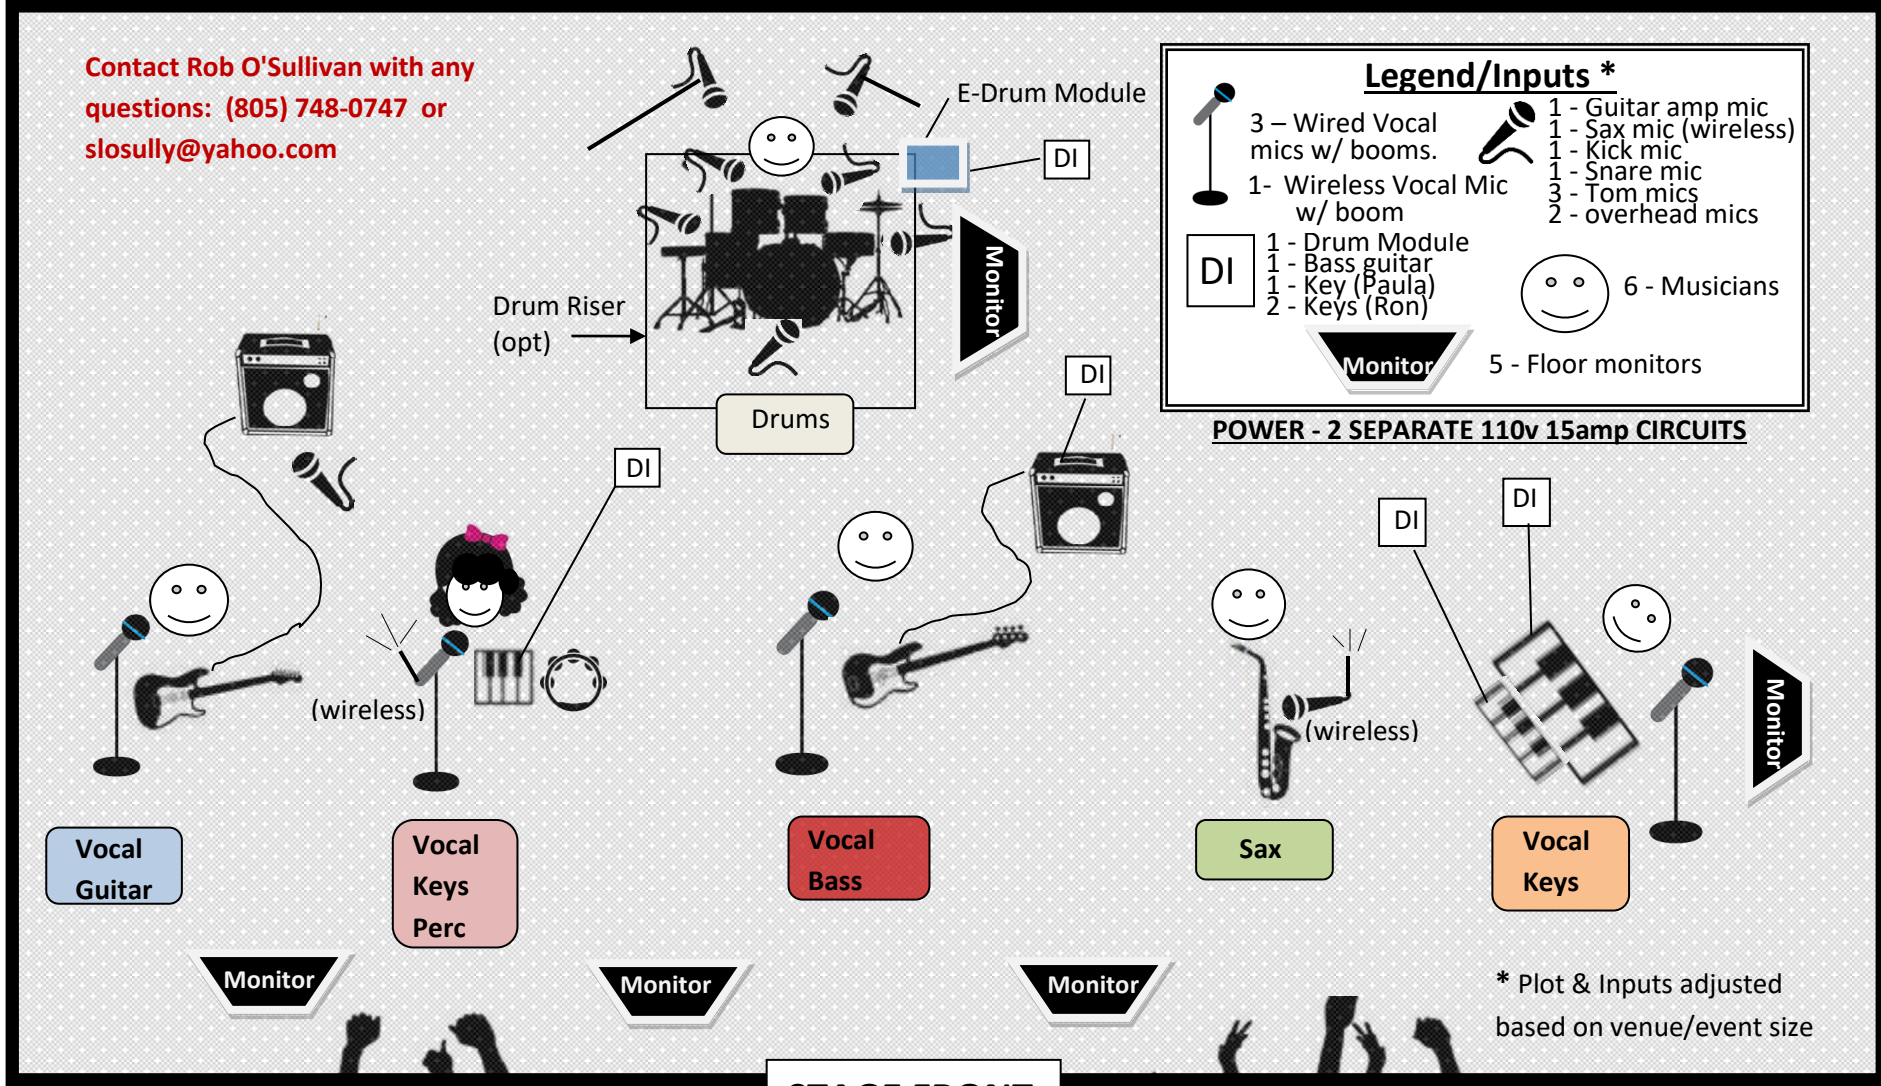 Contact Rob O'Sullivan with any
questions:  (805) 748-0747  or
slosully@yahoo.com
E-Drum Module
DI
Monitor
Drum Riser
(opt)
Drums
Legend/Inputs *
3 – Wired Vocal
mics w/ booms.
1-  Wireless Vocal Mic
w/ boom
1 - Guitar amp mic
1 - Sax mic (wireless)
1 - Kick mic
1 - Snare mic
3 - Tom mics
2 - overhead mics
DI
1 - Drum Module
1 - Bass guitar
1 - Key (Paula)
2 - Keys (Ron)
6 - Musicians
Monitor
5 - Floor monitors
POWER - 2 SEPARATE 110v 15amp CIRCUITS
DI
DI
DI
DI
(wireless)
(wireless)
Monitor
Vocal
Guitar
Vocal
Keys
Perc
Vocal
Bass
Sax
Vocal
Keys
Monitor
Monitor
Monitor
* Plot & Inputs adjusted
based on venue/event size
STAGE FRONT